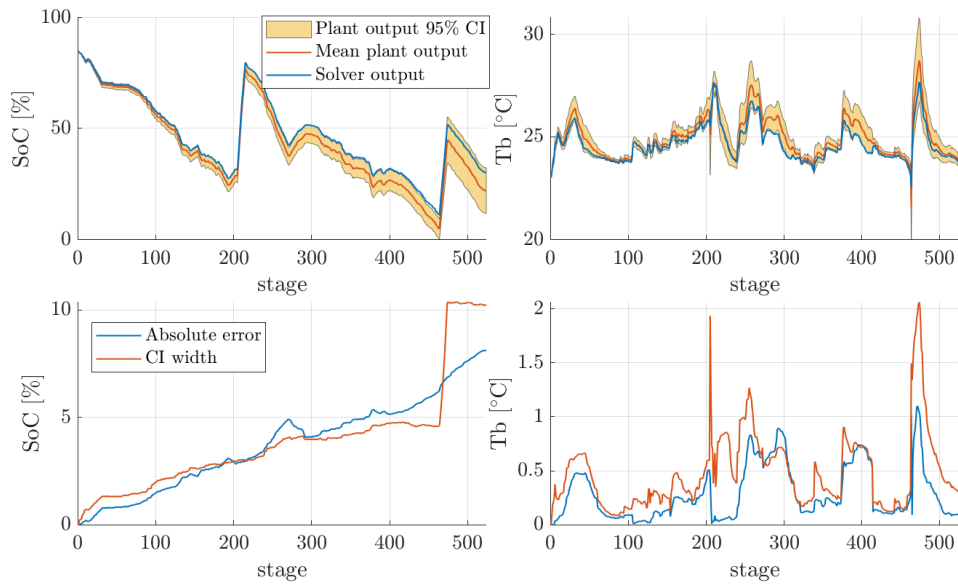 100
50
0
SoC [%]
Plant output 95% CI
Mean plant output
Solver output
0 100 200 300 400 500
stage
30
25
20
Tb [°C]
0 100 200 300 400 500
stage
10
5
0
SoC [%]
Absolute error
CI width
0 100 200 300 400 500
stage
2
1.5
1
0.5
0
Tb [°C]
0 100 200 300 400 500
stage